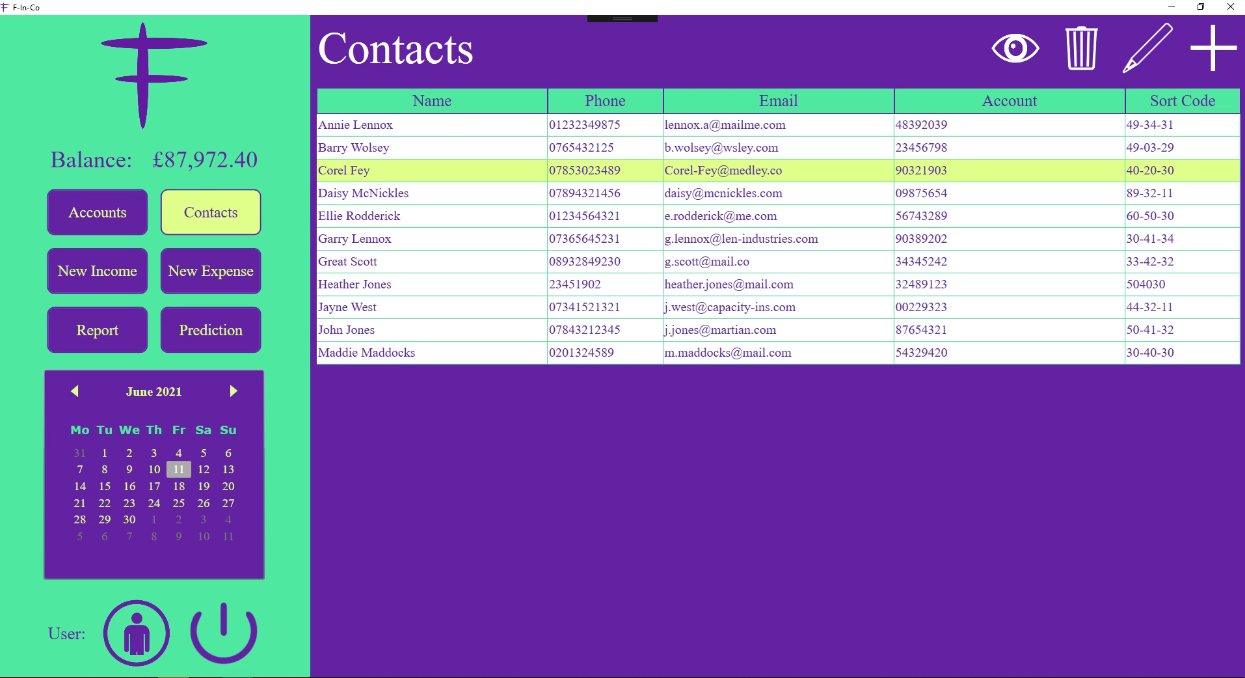 F-In-Co
Contacts
Balance: £87,972.40
Accounts Contacts
New Income New Expense
Report Prediction
June 2021
Mo Tu We Th Fr Sa Su
31 1 2 3 4 5 6
7 8 9 10 11 12 13
14 15 16 17 18 19 20
21 22 23 24 25 26 27
28 29 30 1 2 3 4
5 6 7 8 9 10 11
User:
Name Phone Email Account Sort Code
Annie Lennox 01232349875 lennox.a@mailme.com 48392039 49-34-31
Barry Wolsey 0765432125 b.wolsey@wsley.com 23456798 49-03-29
Corel Fey 07853023489 Corel-Fey@medley.co 90321903 40-20-30
Daisy McNickles 07894321456 daisy@mcnickles.com 09875654 89-32-11
Ellie Rodderick 01234564321 e.rodderick@me.com 56743289 60-50-30
Garry Lennox 07365645231 g.lennox@len-industries.com 90389202 30-41-34
Great Scott 08932849230 g.scott@mail.co 34345242 33-42-32
Heather Jones 23451902 heather.jones@mail.com 32489123 504030
Jayne West 07341521321 j.west@capacity-ins.com 00229323 44-32-11
John Jones 07843212345 j.jones@martian.com 87654321 50-41-32
Maddie Maddocks 0201324589 m.maddocks@mail.com 54329420 30-40-30